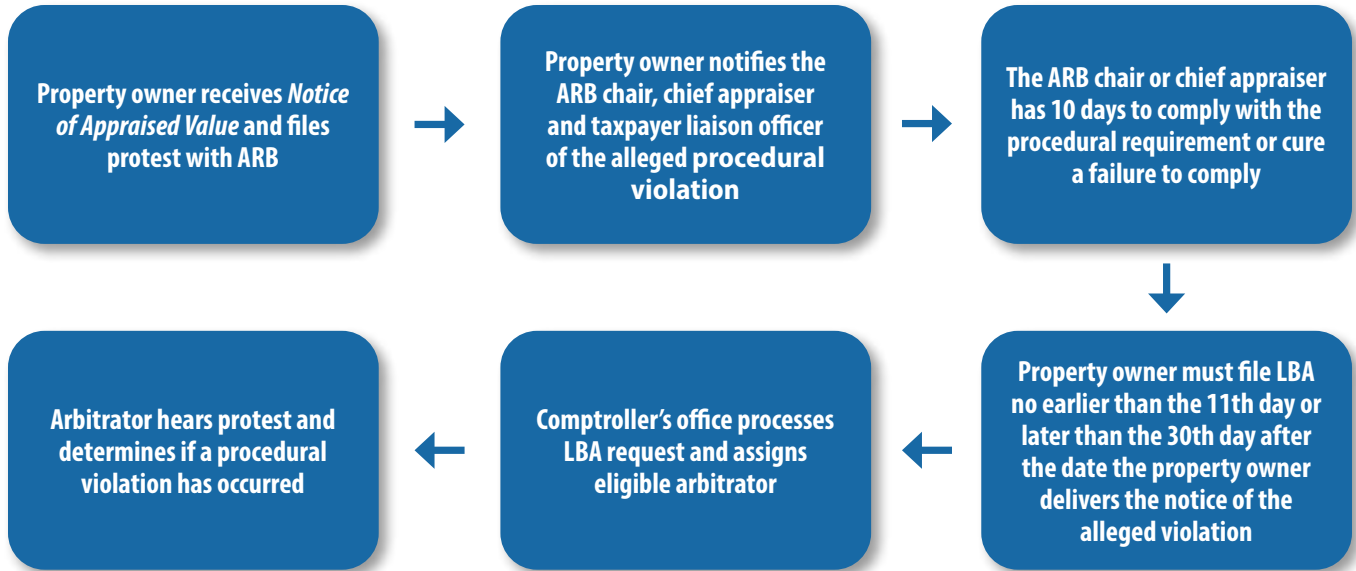 Property owner receives Notice
of Appraised Value and files
protest with ARB
Property owner notifies the
ARB chair, chief appraiser
and taxpayer liaison officer
of the alleged procedural
violation
The ARB chair or chief appraiser
has 10 days to comply with the
procedural requirement or cure
a failure to comply
Property owner must file LBA
no earlier than the 11th day or
later than the 30th day after
the date the property owner
delivers the notice of the
alleged violation
Comptroller’s office processes
LBA request and assigns
eligible arbitrator
Arbitrator hears protest and
determines if a procedural
violation has occurred